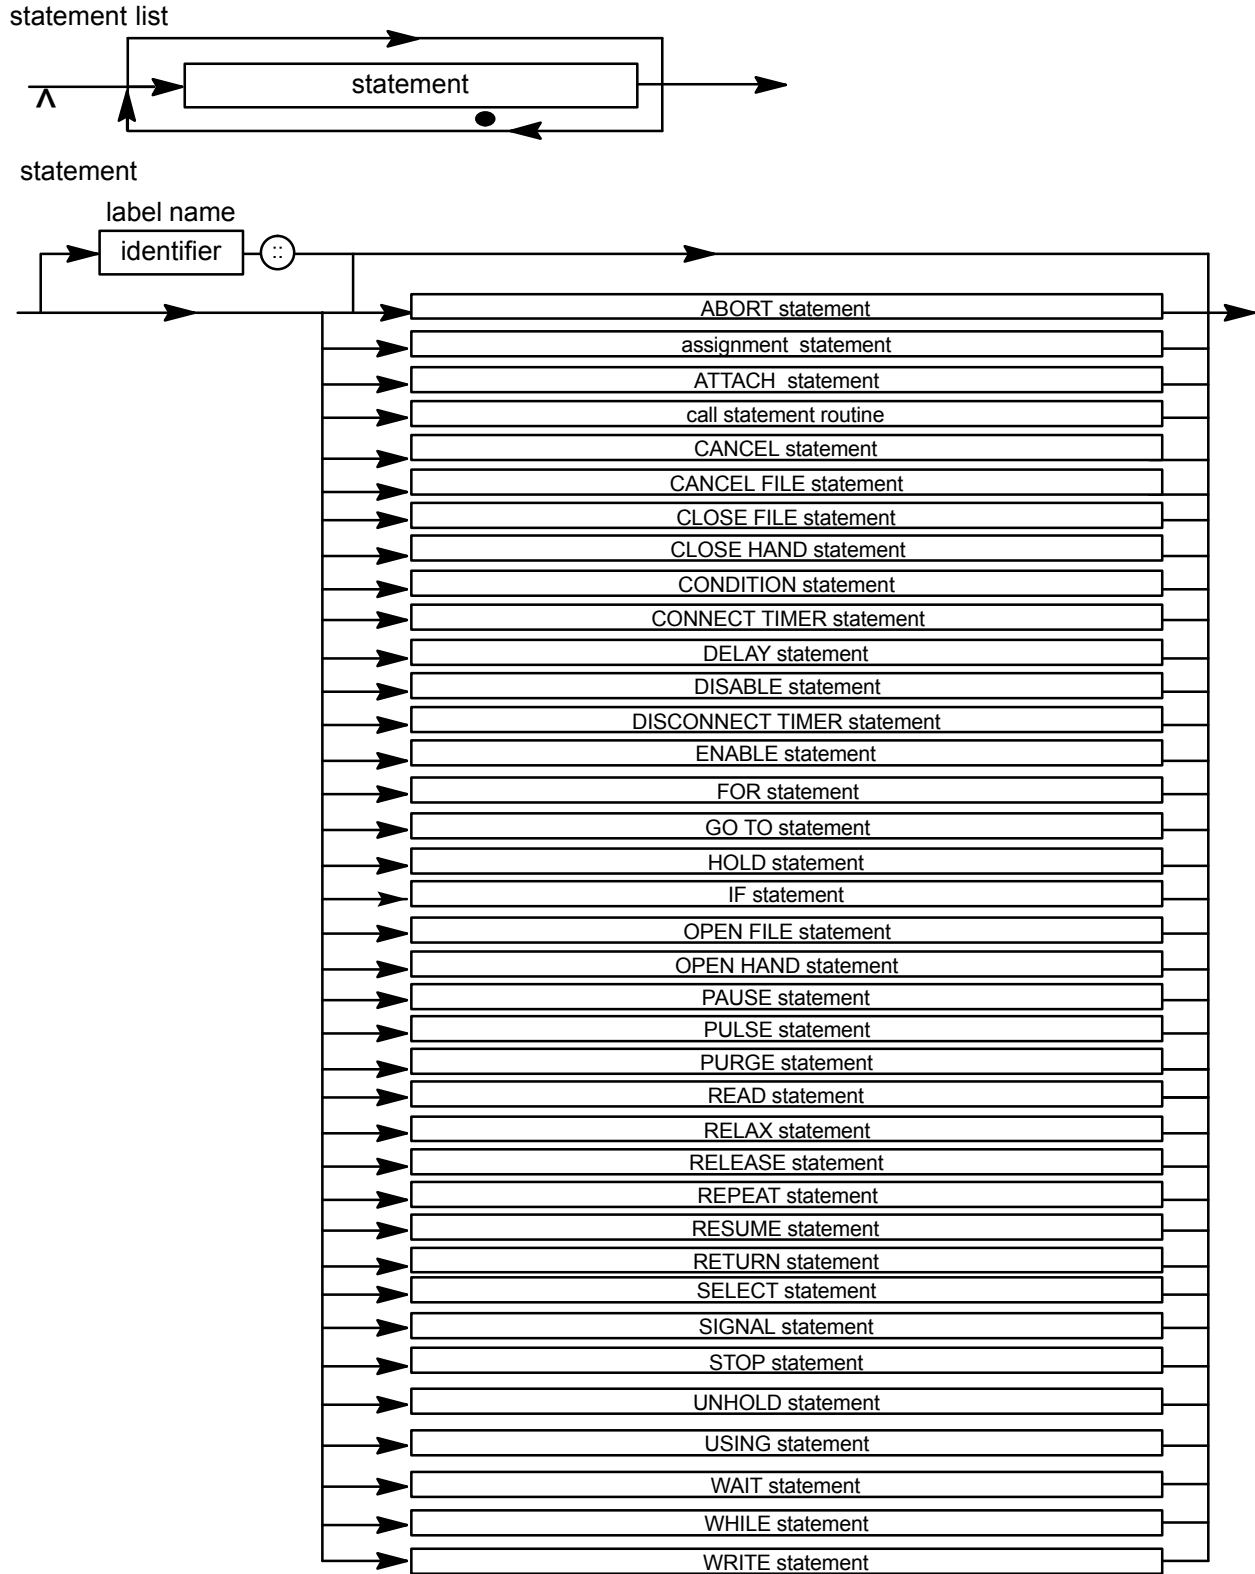 statement list
statement
^
statement
label name
identifier
::
ABORT statement
assignment statement
ATTACH statement
call statement routine
CANCEL statement
CANCEL FILE statement
CLOSE FILE statement
CLOSE HAND statement
CONDITION statement
CONNECT TIMER statement
DELAY statement
DISABLE statement
DISCONNECT TIMER statement
ENABLE statement
FOR statement
GO TO statement
HOLD statement
IF statement
OPEN FILE statement
OPEN HAND statement
PAUSE statement
PULSE statement
PURGE statement
READ statement
RELAX statement
RELEASE statement
REPEAT statement
RESUME statement
RETURN statement
SELECT statement
SIGNAL statement
STOP statement
UNHOLD statement
USING statement
WAIT statement
WHILE statement
WRITE statement